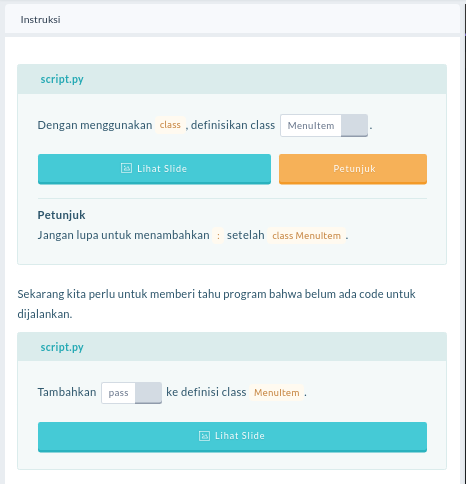 Instruksi
script.py
Dengan menggunakan class , definisikan class MenuItem .
Lihat Slide Petunjuk
Petunjuk
Jangan lupa untuk menambahkan : setelah class MenuItem .
Sekarang kita perlu untuk memberi tahu program bahwa belum ada code untuk
dijalankan.
script.py
Tambahkan pass ke definisi class MenuItem .
Lihat Slide